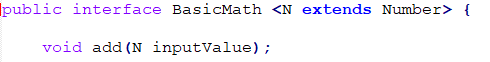 public interface BasicMath <N extends Number> {
void add(N inputValue);